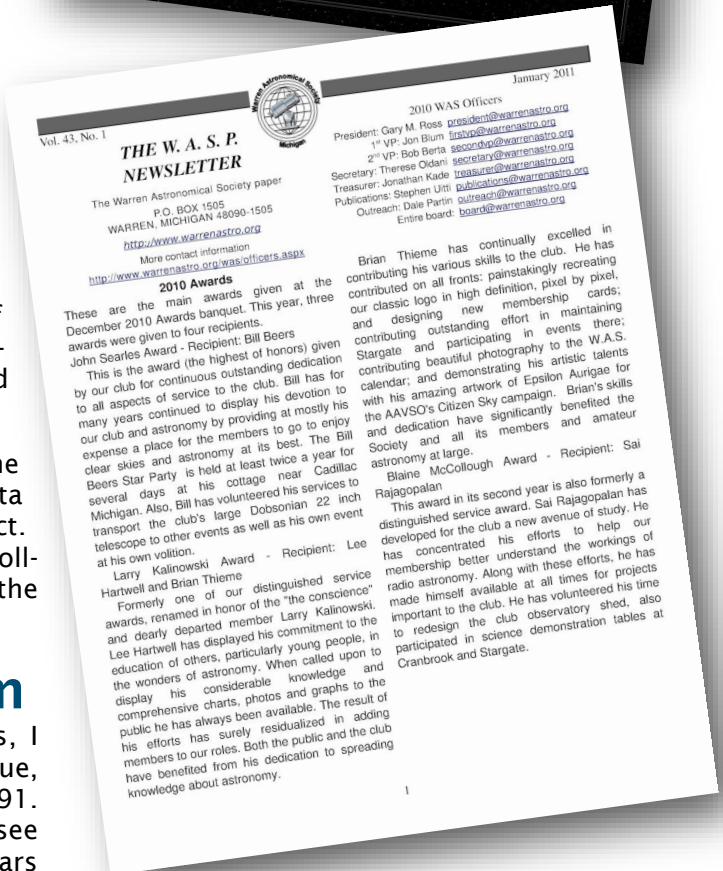 Vol. 43, No. 1
Warren Astronomical Society
Michigan
January 2011
THE W. A. S. P.
NEWSLETTER
The Warren Astronomical Society paper
P.O. BOX 1505
WARREN, MICHIGAN 48090-1505
http://www.warrenastro.org
More contact information
http://www.warrenastro.org/was/officers.aspx
2010 Awards
These are the main awards given at the
December 2010 Awards banquet. This year, three
awards were given to four recipients.
John Searles Award - Recipient: Bill Beers
This is the award (the highest of honors) given
by our club for continuous outstanding dedication
to all aspects of service to the club. Bill has for
many years continued to display his devotion to
our club and astronomy by providing at mostly his
expense a place for the members to go to enjoy
clear skies and astronomy at its best. The Bill
Beers Star Party is held at least twice a year for
several days at his cottage near Cadillac
Michigan. Also, Bill has volunteered his services to
transport the club's large Dobsonian 22 inch
telescope to other events as well as his own event
at his own volition.
Larry Kalinowski Award - Recipient: Lee
Hartwell and Brian Thieme
Formerly one of our distinguished service
awards, renamed in honor of the "the conscience"
and dearly departed member Larry Kalinowski.
Lee Hartwell has displayed his commitment to the
education of others, particularly young people, in
the wonders of astronomy. When called upon to
display his considerable knowledge and
comprehensive charts, photos and graphs to the
public he has always been available. The result of
his efforts has surely residualized in adding
members to our roles. Both the public and the club
have benefited from his dedication to spreading
knowledge about astronomy.
2010 WAS Officers
President: Gary M. Ross president@warrenastro.org
1st VP: Jon Blum firstvp@warrenastro.org
2nd VP: Bob Berta secondvp@warrenastro.org
Secretary: Therese Oldani secretary@warrenastro.org
Treasurer: Jonathan Kade treasurer@warrenastro.org
Publications: Stephen Uitti publications@warrenastro.org
Outreach: Dale Partin outreach@warrenastro.org
Entire board: board@warrenastro.org
Brian Thieme has continually excelled in
contributing his various skills to the club. He has
contributed on all fronts: painstakingly recreating
our classic logo in high definition, pixel by pixel,
and designing new membership cards;
contributing outstanding effort in maintaining
Stargate and participating in events there;
contributing beautiful photography to the W.A.S.
calendar; and demonstrating his artistic talents
with his amazing artwork of Epsilon Aurigae for
the AAVSO's Citizen Sky campaign. Brian's skills
and dedication have significantly benefited the
Society and all its members and amateur
astronomy at large.
Blaine McCollough Award - Recipient: Sai
Rajagopalan
This award in its second year is also formerly a
distinguished service award. Sai Rajagopalan has
developed for the club a new avenue of study. He
has concentrated his efforts to help our
membership better understand the workings of
radio astronomy. Along with these efforts, he has
made himself available at all times for projects
important to the club. He has volunteered his time
to redesign the club observatory shed, also
participated in science demonstration tables at
Cranbrook and Stargate.
1
ta
ct.
oll-
the
s, I
ue,
91.
see
ars